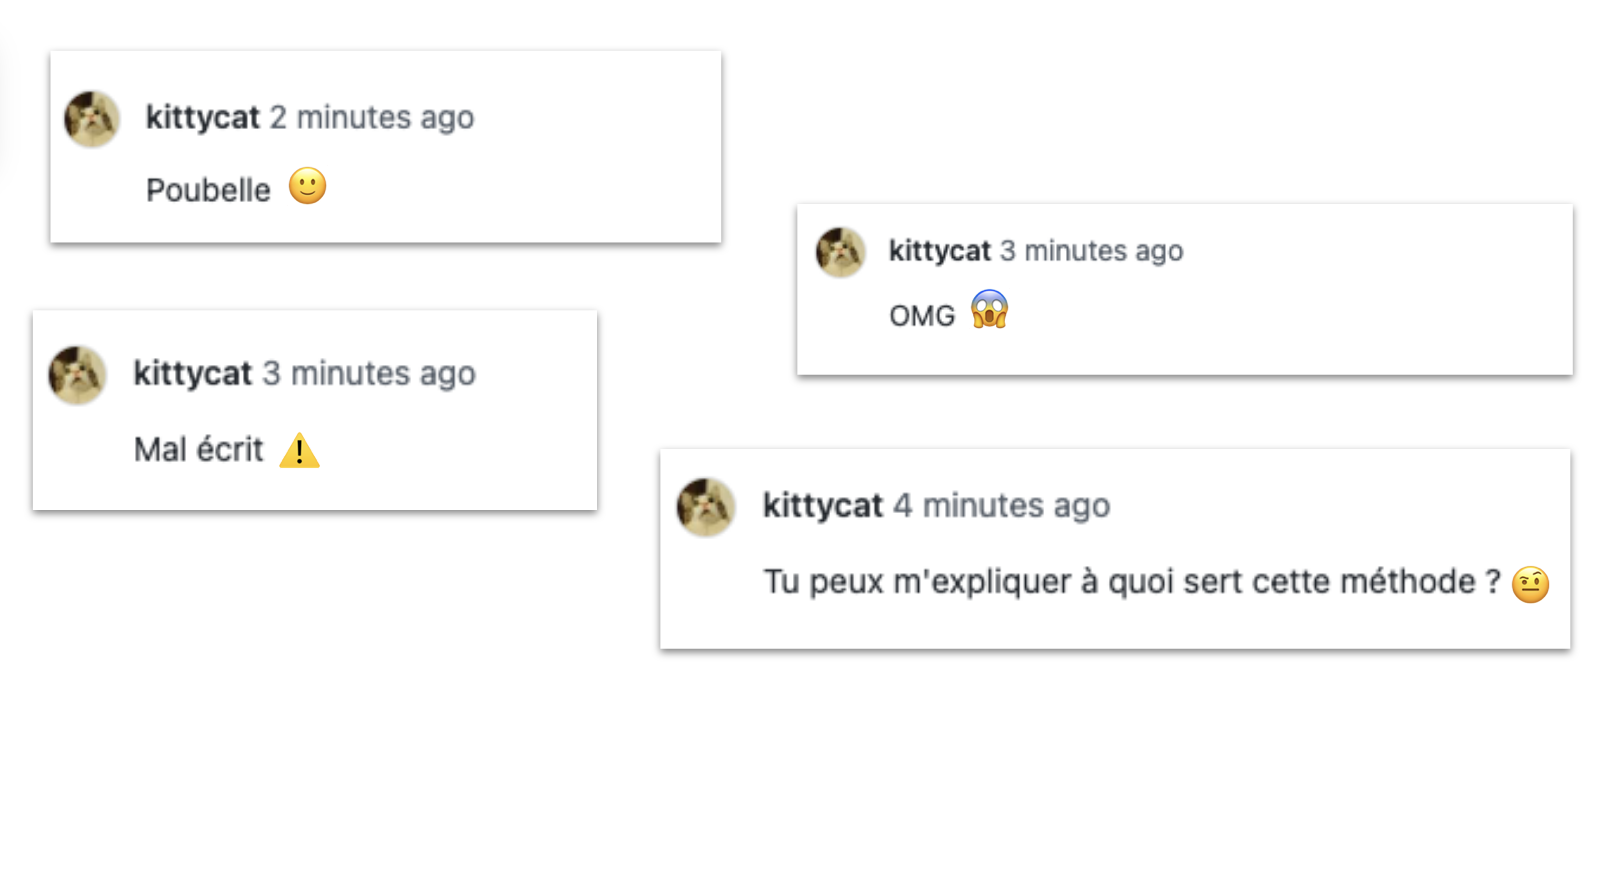 kittycat 2 minutes ago
Poubelle 🙂
kittycat 3 minutes ago
OMG 😱
kittycat 3 minutes ago
Mal écrit ⚠️
kittycat 4 minutes ago
Tu peux m'expliquer à quoi sert cette méthode ? 🤨